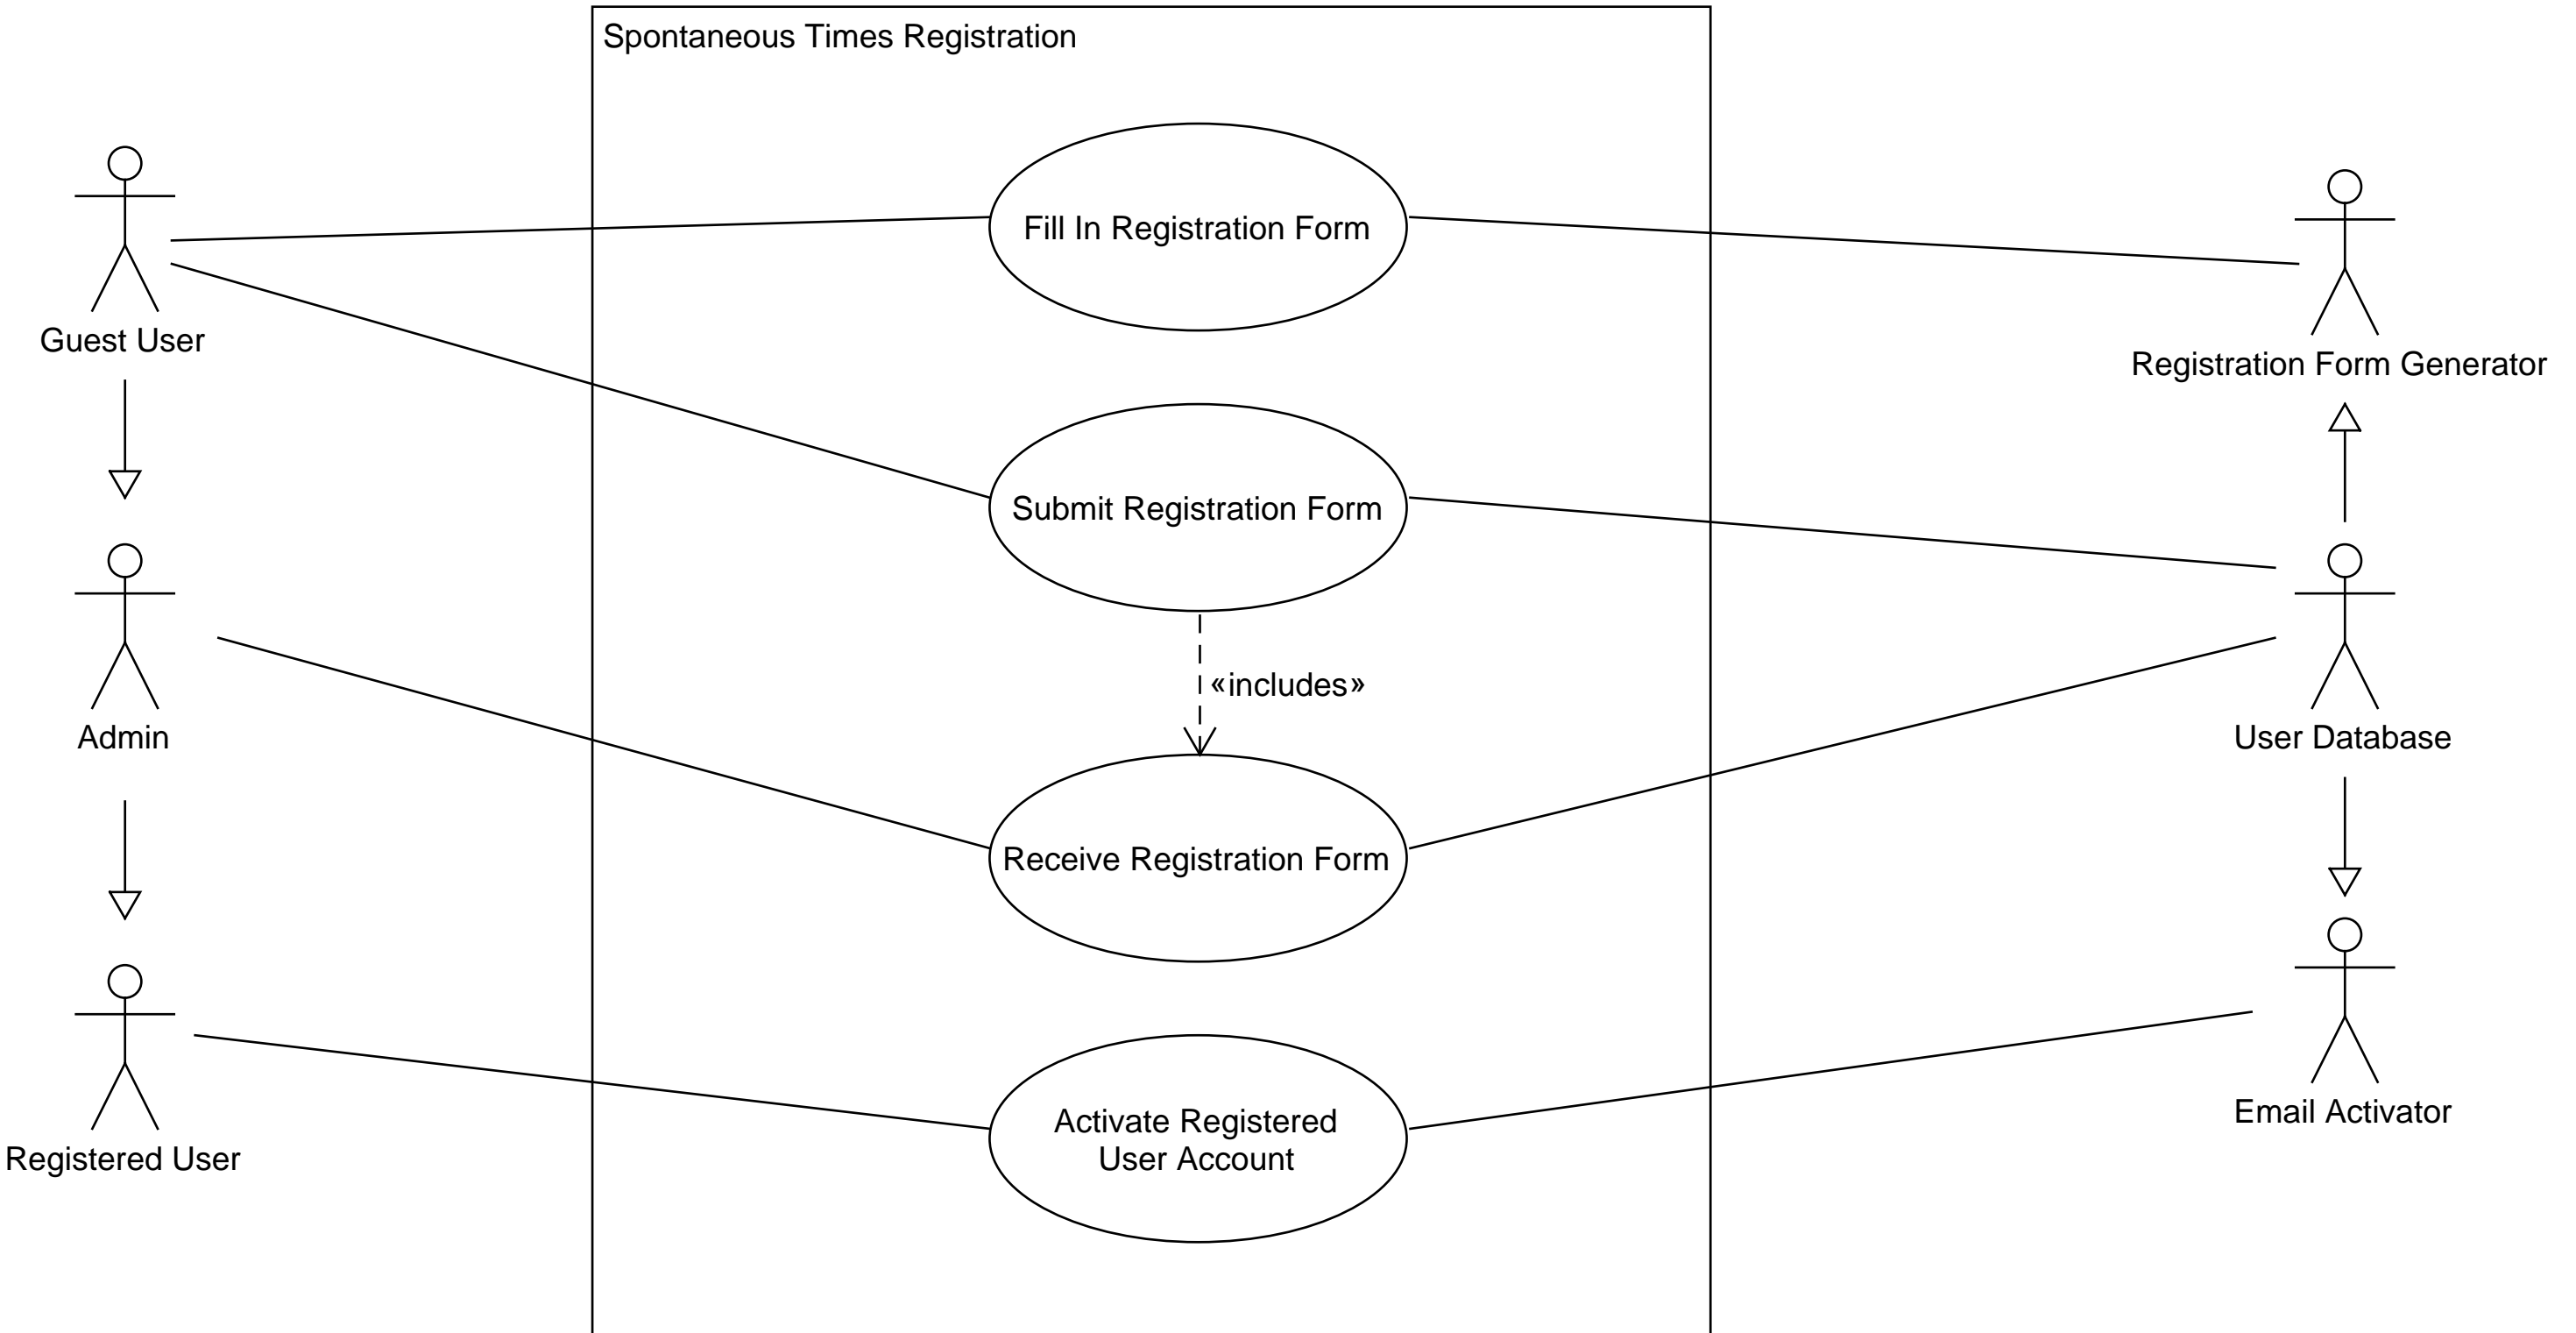 Spontaneous Times Registration
Fill In Registration Form
Guest User
Registration Form Generator
Submit Registration Form
«includes»
Admin
User Database
Receive Registration Form
Activate Registered
User Account
Email Activator
Registered User